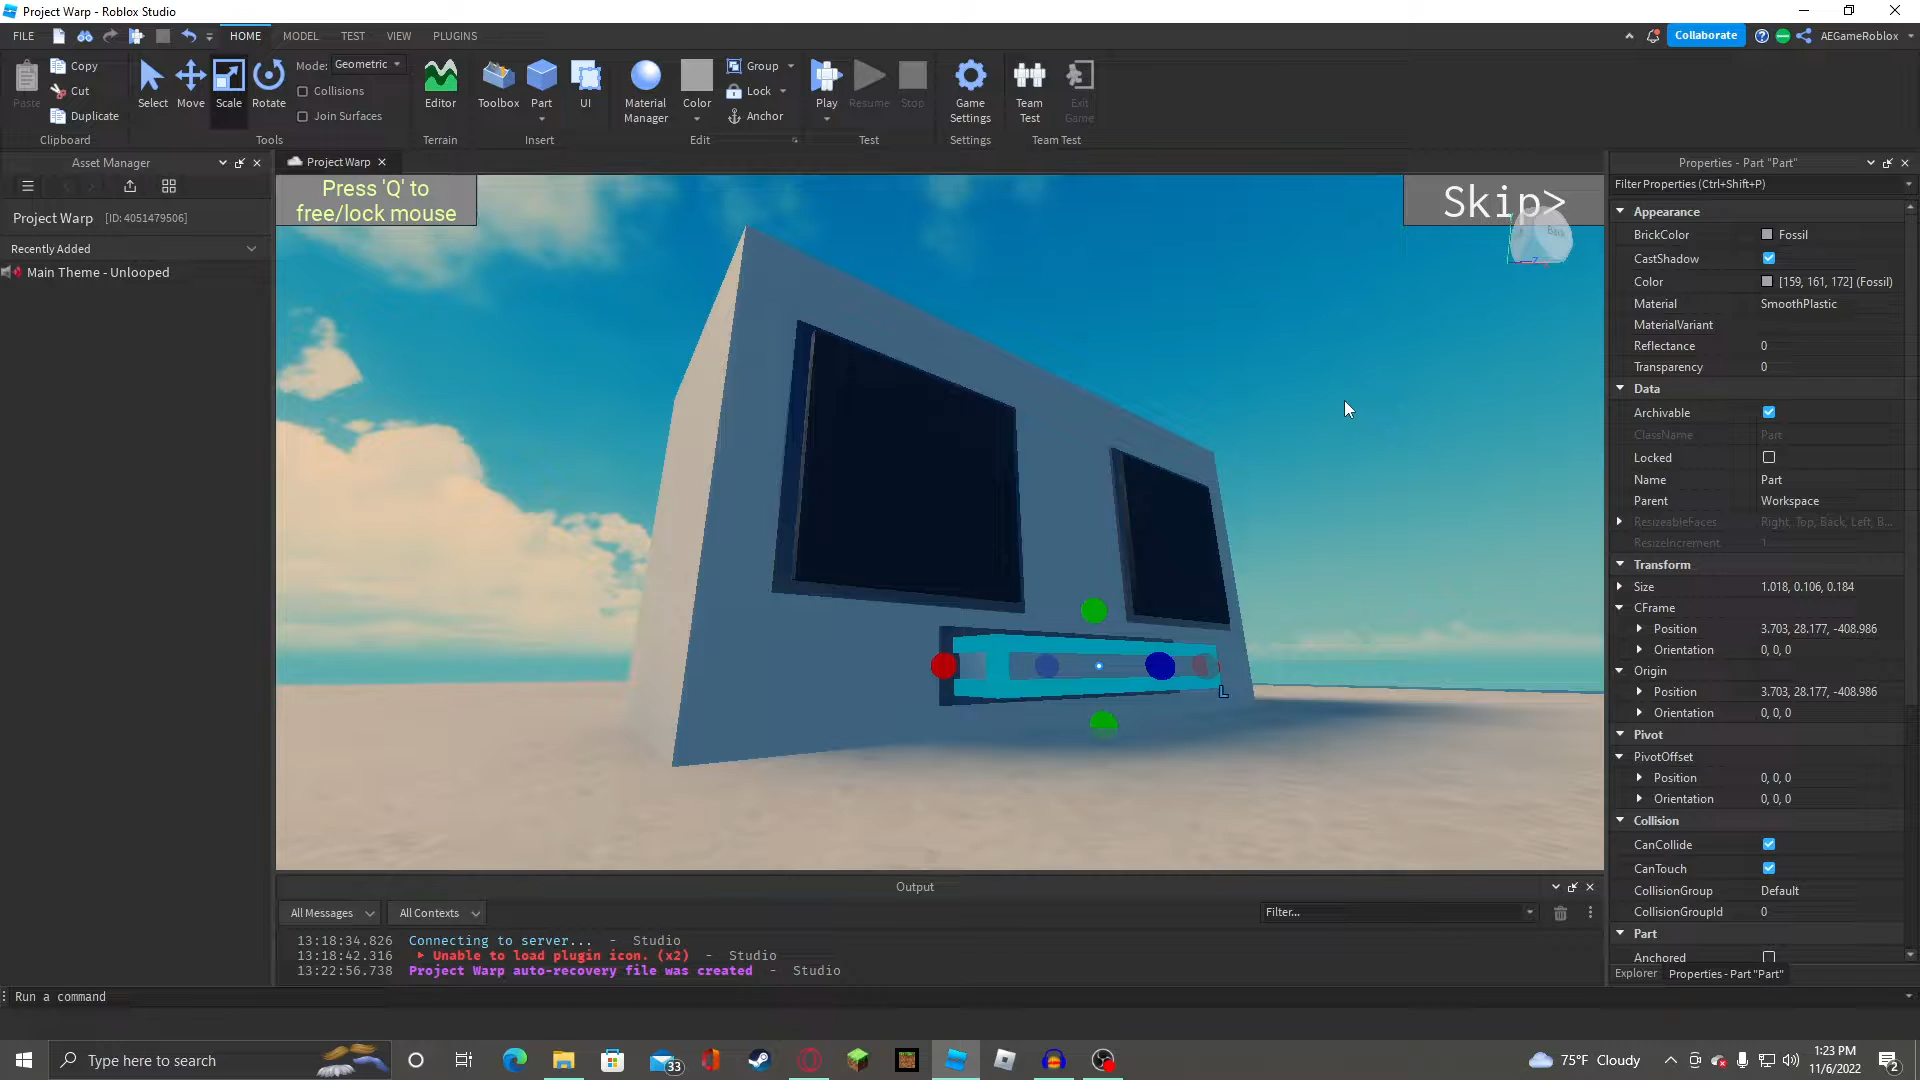 Project Warp - Roblox Studio
FILE HOME MODEL TEST VIEW PLUGINS Collaborate AEGameRoblox
Paste Copy Cut Duplicate Clipboard
Select Move Scale Rotate Mode: Geometric Collisions Join Surfaces Tools
Editor Terrain
Toolbox Part UI Insert
Material Manager Color Group Lock Anchor Edit
Play Resume Stop Test
Game Settings Settings
Team Test Exit Game Team Test
Asset Manager
Project Warp [ID: 4051479506]
Recently Added
Main Theme - Unlooped
Project Warp
Press 'Q' to
free/lock mouse
Skip>
Back
Z
L
Properties - Part "Part"
Filter Properties (Ctrl+Shift+P)
Appearance
BrickColor Fossil
CastShadow
Color [159, 161, 172] (Fossil)
Material SmoothPlastic
MaterialVariant
Reflectance 0
Transparency 0
Data
Archivable
ClassName Part
Locked
Name Part
Parent Workspace
ResizeableFaces Right, Top, Back, Left, B...
ResizeIncrement 1
Transform
Size 1.018, 0.106, 0.184
CFrame
Position 3.703, 28.177, -408.986
Orientation 0, 0, 0
Origin
Position 3.703, 28.177, -408.986
Orientation 0, 0, 0
Pivot
PivotOffset
Position 0, 0, 0
Orientation 0, 0, 0
Collision
CanCollide
CanTouch
CollisionGroup Default
CollisionGroupId 0
Part
Anchored
Explorer Properties - Part "Part"
Output
All Messages All Contexts Filter...
13:18:34.826 Connecting to server... - Studio
13:18:42.316 Unable to load plugin icon. (x2) - Studio
13:22:56.738 Project Warp auto-recovery file was created - Studio
Run a command
Type here to search
33
75°F Cloudy
1:23 PM
11/6/2022
2